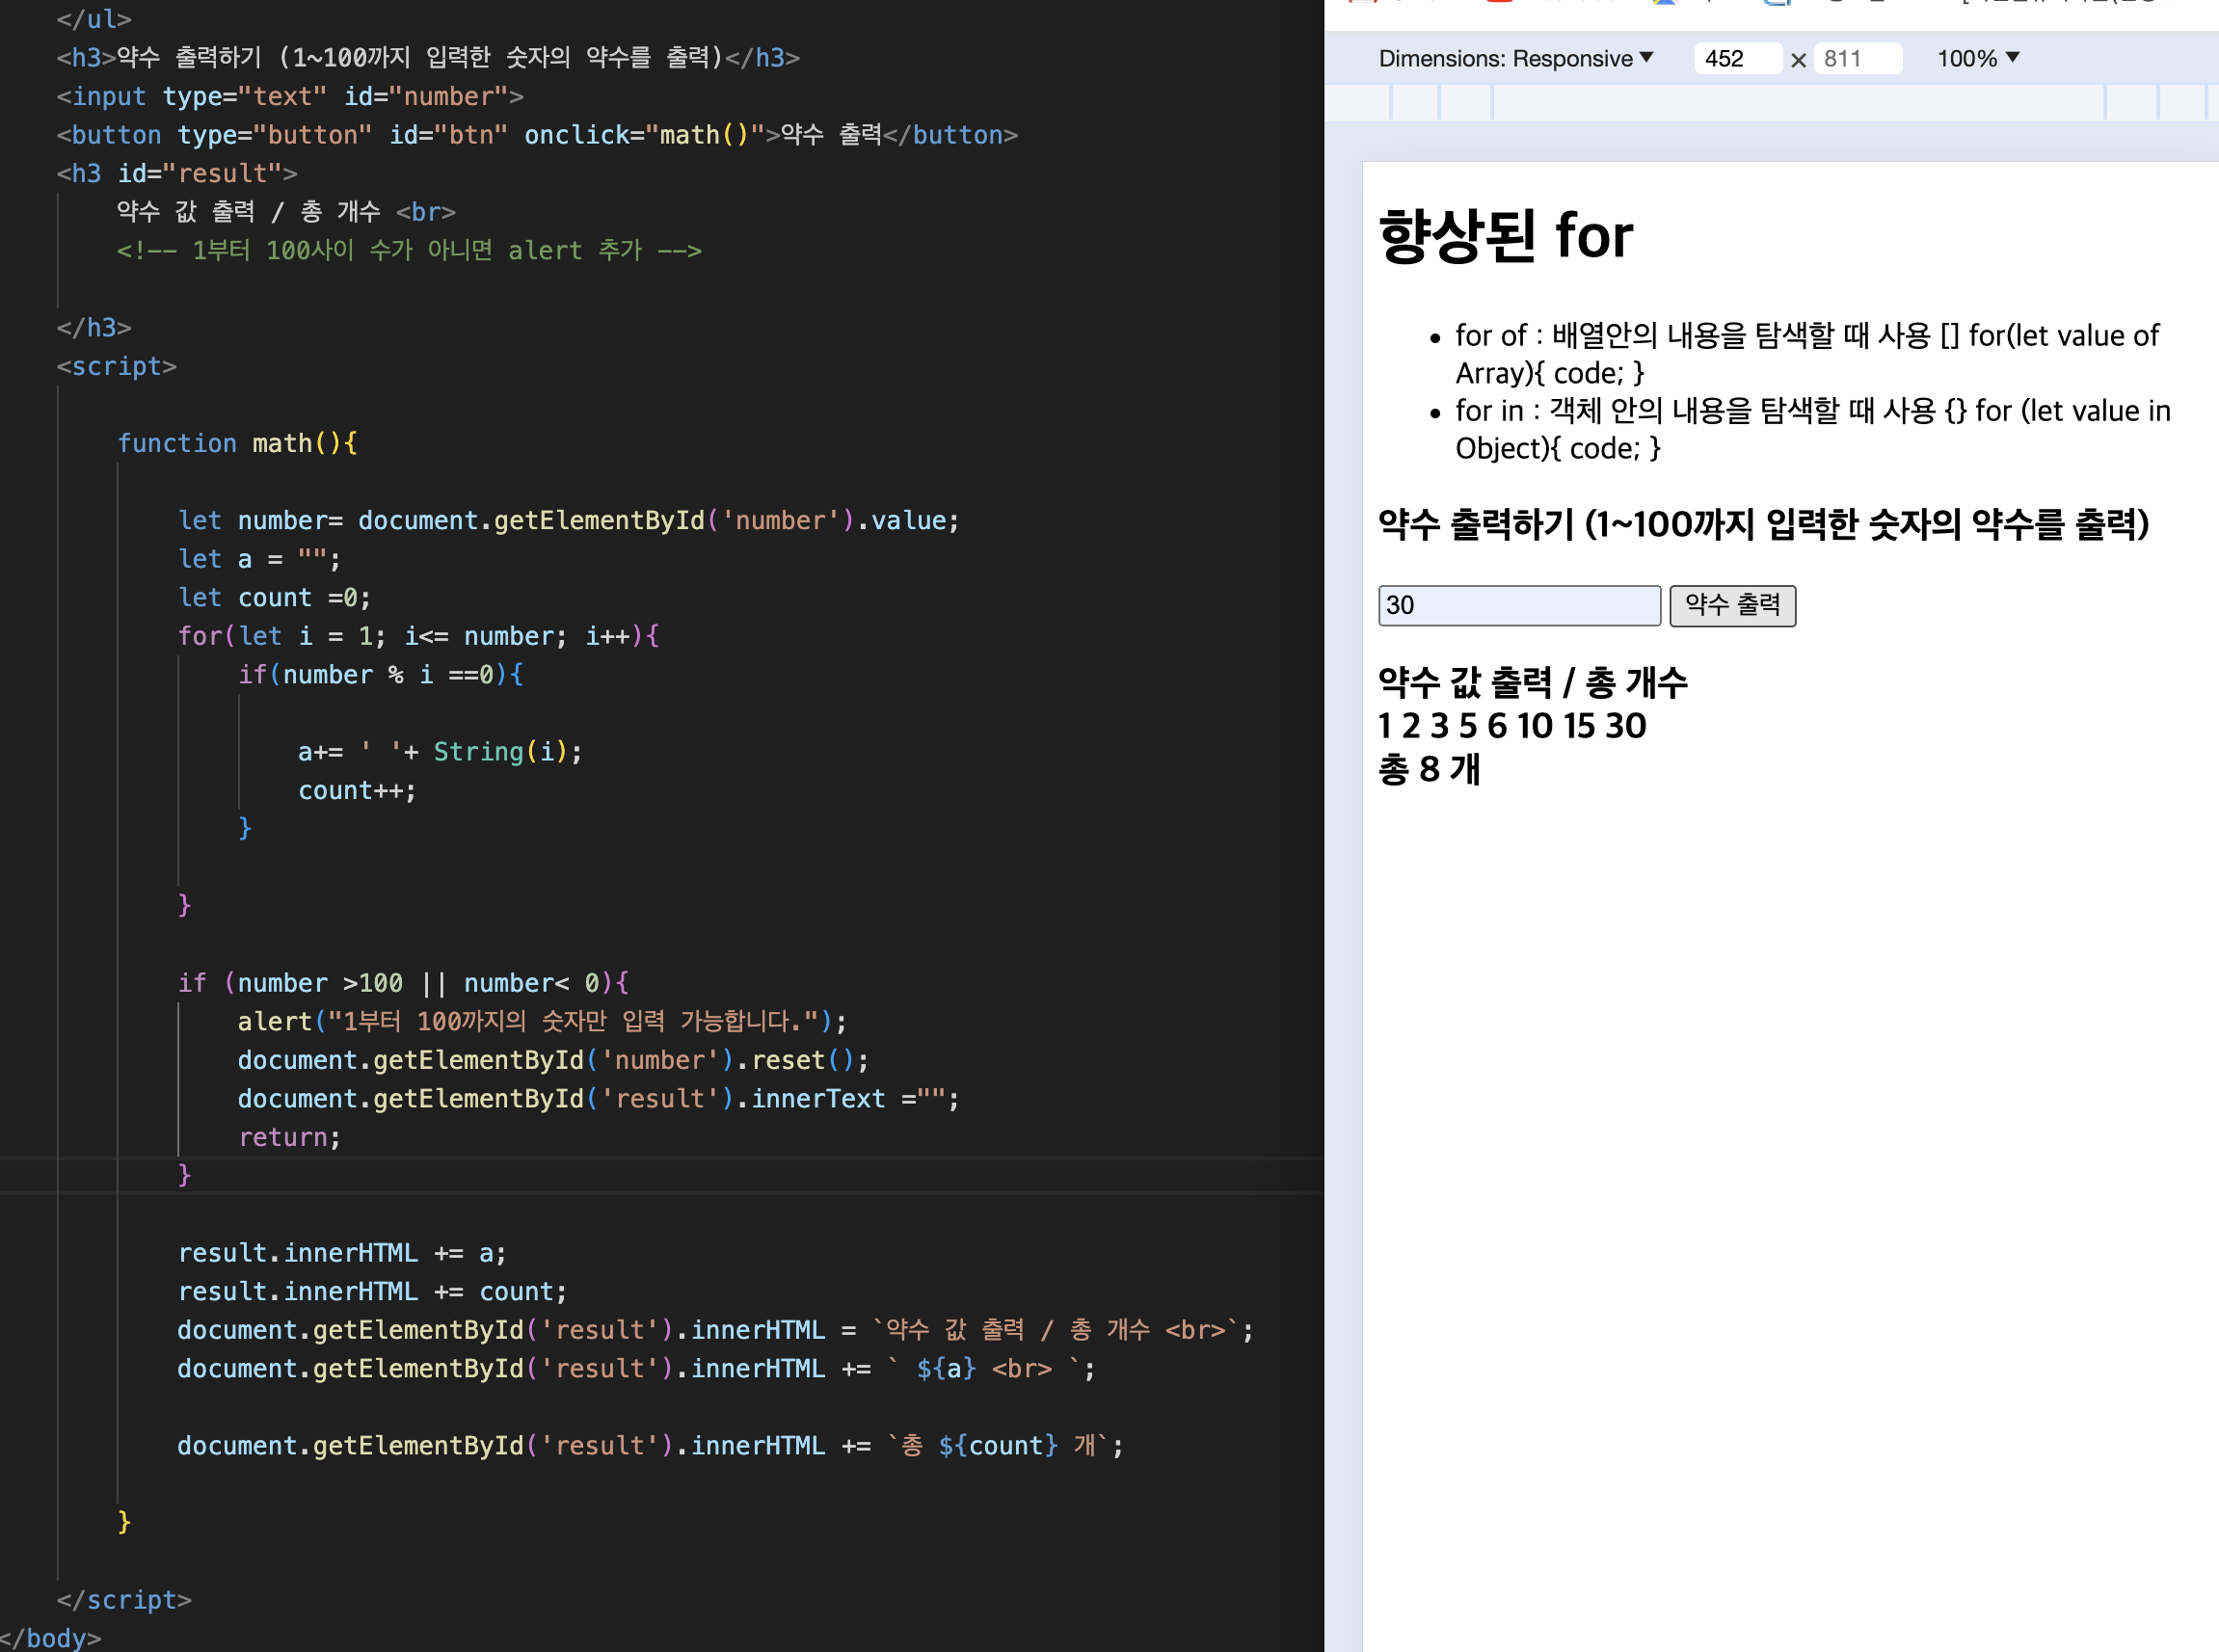 </ul>
<h3>약수 출력하기 (1~100까지 입력한 숫자의 약수를 출력)</h3>
<input type="text" id="number">
<button type="button" id="btn" onclick="math()">약수 출력</button>
<h3 id="result">
약수 값 출력 / 총 개수 <br>
<!-- 1부터 100사이 수가 아니면 alert 추가 -->
</h3>
<script>
function math(){
let number= document.getElementById('number').value;
let a = "";
let count =0;
for(let i = 1; i<= number; i++){
if(number % i ==0){
a+= ' '+ String(i);
count++;
}
}
if (number >100 || number< 0){
alert("1부터 100까지의 숫자만 입력 가능합니다.");
document.getElementById('number').reset();
document.getElementById('result').innerText ="";
return;
}
result.innerHTML += a;
result.innerHTML += count;
document.getElementById('result').innerHTML = `약수 값 출력 / 총 개수 <br>`;
document.getElementById('result').innerHTML += ` ${a} <br> `;
document.getElementById('result').innerHTML += `총 ${count} 개`;
}
</script>
</body>
Dimensions: Responsive ▼ 452 × 811 100% ▼
향상된 for
• for of : 배열안의 내용을 탐색할 때 사용 [] for(let value of
Array){ code; }
• for in : 객체 안의 내용을 탐색할 때 사용 {} for (let value in
Object){ code; }
약수 출력하기 (1~100까지 입력한 숫자의 약수를 출력)
30 약수 출력
약수 값 출력 / 총 개수
1 2 3 5 6 10 15 30
총 8 개